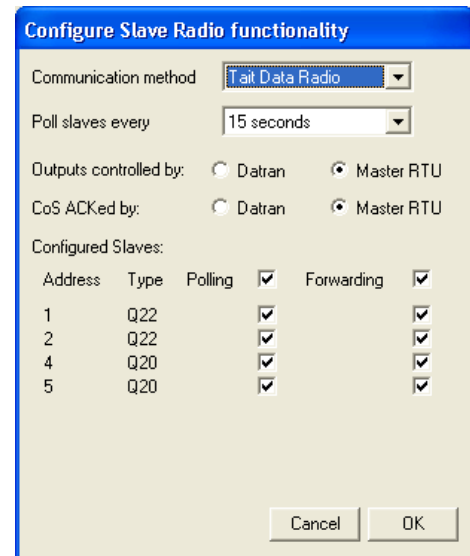 Configure Slave Radio functionality
Communication method Tait Data Radio
Poll slaves every 15 seconds
Outputs controlled by: Datran Master RTU
CoS ACKed by: Datran Master RTU
Configured Slaves:
Address Type Polling Forwarding
1 Q22
2 Q22
4 Q20
5 Q20
Cancel OK